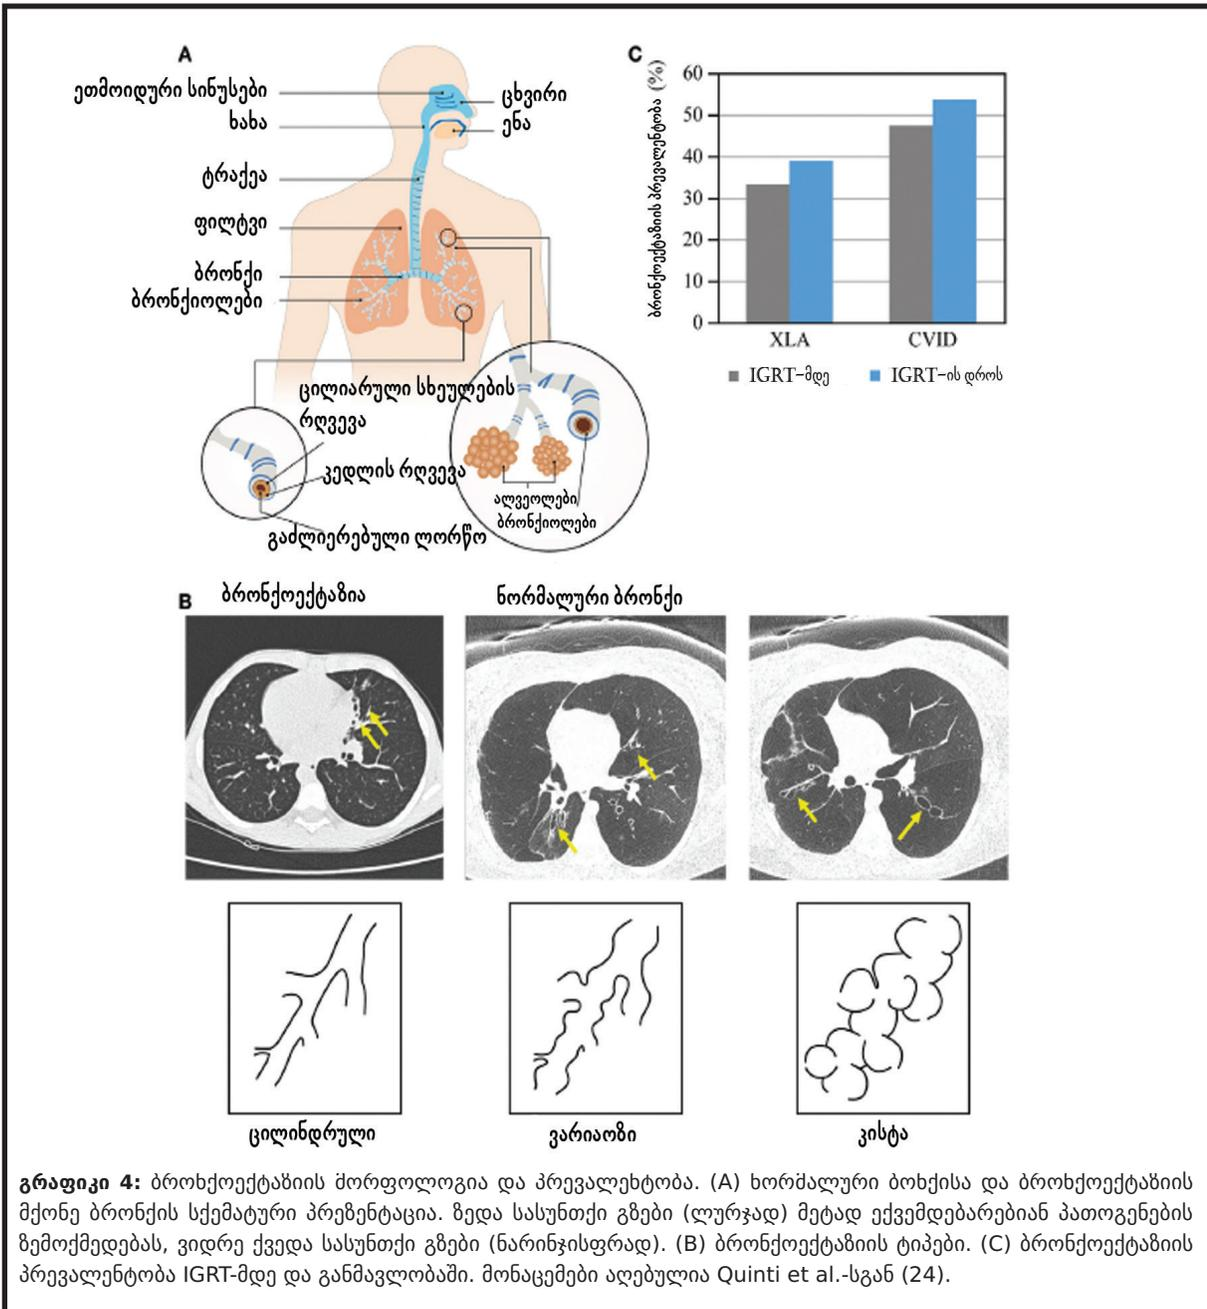 A
ეთმოიდური სინუსები
ხახა
ტრაქეა
ფილტვი
ბრონქი
ბრონქიოლები
ცხვირი
ენა
ცილიარული სხეულების
რღვევა
კედლის რღვევა
გაძლიერებული ლორწო
ალვეოლები
ბრონქიოლები
C
ბრონქოექტაზიის პრევალენტობა (%)
60
50
40
30
20
10
0
XLA
CVID
IGRT-მდე
IGRT-ის დროს
B
ბრონქოექტაზია
ნორმალური ბრონქი
ცილინდრული
ვარიაოზი
კისტა
გრაფიკი 4: ბროხქოექტაზიის მორფოლოგია და პრევალეხტობა. (A) ხორმალური ბოხქისა და ბროხქოექტაზიის
მქონე ბრონქის სქემატური პრეზენტაცია. ზედა სასუნთქი გზები (ლურჯად) მეტად ექვემდებარებიან პათოგენების
ზემოქმედებას, ვიდრე ქვედა სასუნთქი გზები (ნარინჯისფრად). (B) ბრონქოექტაზიის ტიპები. (C) ბრონქოექტაზიის
პრევალენტობა IGRT-მდე და განმავლობაში. მონაცემები აღებულია Quinti et al.-სგან (24).